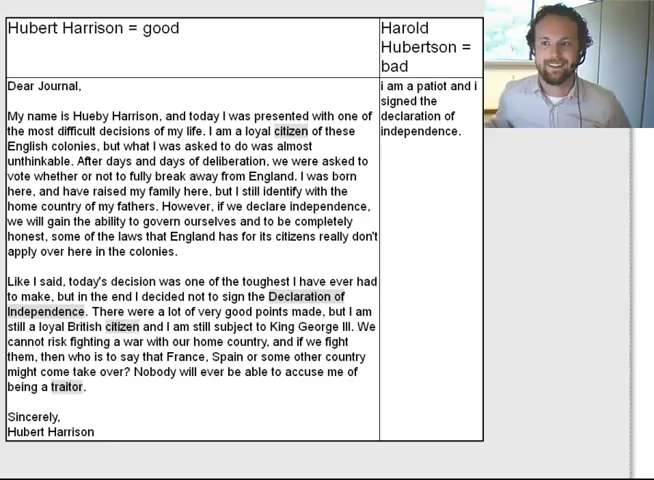 Hubert Harrison = good
Harold
Hubertson =
bad
Dear Journal,
My name is Hueby Harrison, and today I was presented with one of
the most difficult decisions of my life. I am a loyal citizen of these
English colonies, but what I was asked to do was almost
unthinkable. After days and days of deliberation, we were asked to
vote whether or not to fully break away from England. I was born
here, and have raised my family here, but I still identify with the
home country of my fathers. However, if we declare independence,
we will gain the ability to govern ourselves and to be completely
honest, some of the laws that England has for its citizens really don't
apply over here in the colonies.
Like I said, today's decision was one of the toughest I have ever had
to make, but in the end I decided not to sign the Declaration of
Independence. There were a lot of very good points made, but I am
still a loyal British citizen and I am still subject to King George III. We
cannot risk fighting a war with our home country, and if we fight
them, then who is to say that France, Spain or some other country
might come take over? Nobody will ever be able to accuse me of
being a traitor.
Sincerely,
Hubert Harrison
i am a patiot and i
signed the
declaration of
independence.